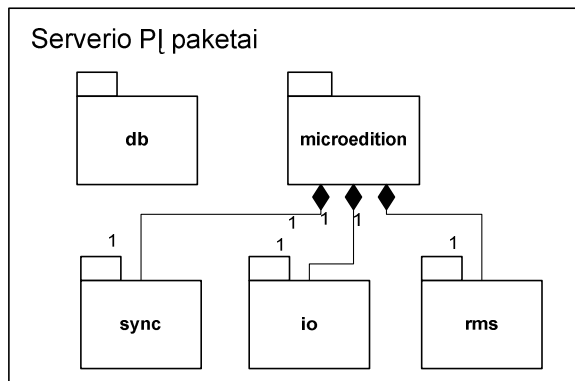 Serverio PĮ paketai
db
microedition
1 1 1
1 1 1
sync
io
rms